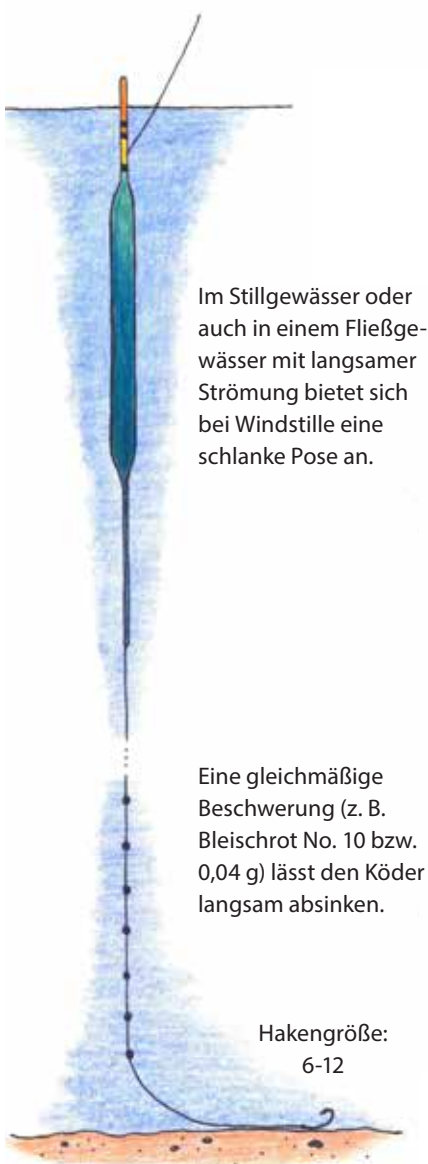 Im Stillgewässer oder
auch in einem Fließge-
wässer mit langsamer
Strömung bietet sich
bei Windstille eine
schlanke Pose an.
Eine gleichmäßige
Beschwerung (z. B.
Bleischrot No. 10 bzw.
0,04 g) lässt den Köder
langsam absinken.
Hakengröße:
6-12